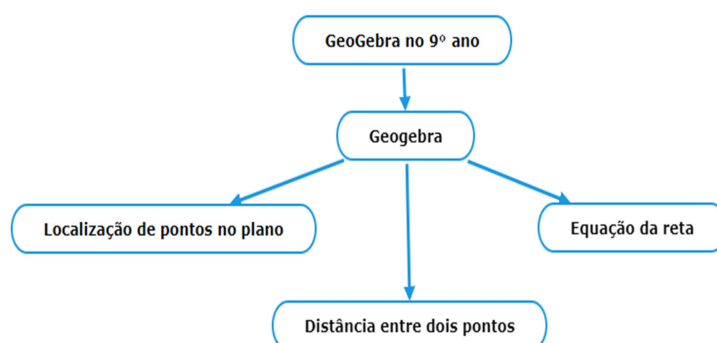 GeoGebra no 9º ano
Geogebra
Localização de pontos no plano
Equação da reta
Distância entre dois pontos